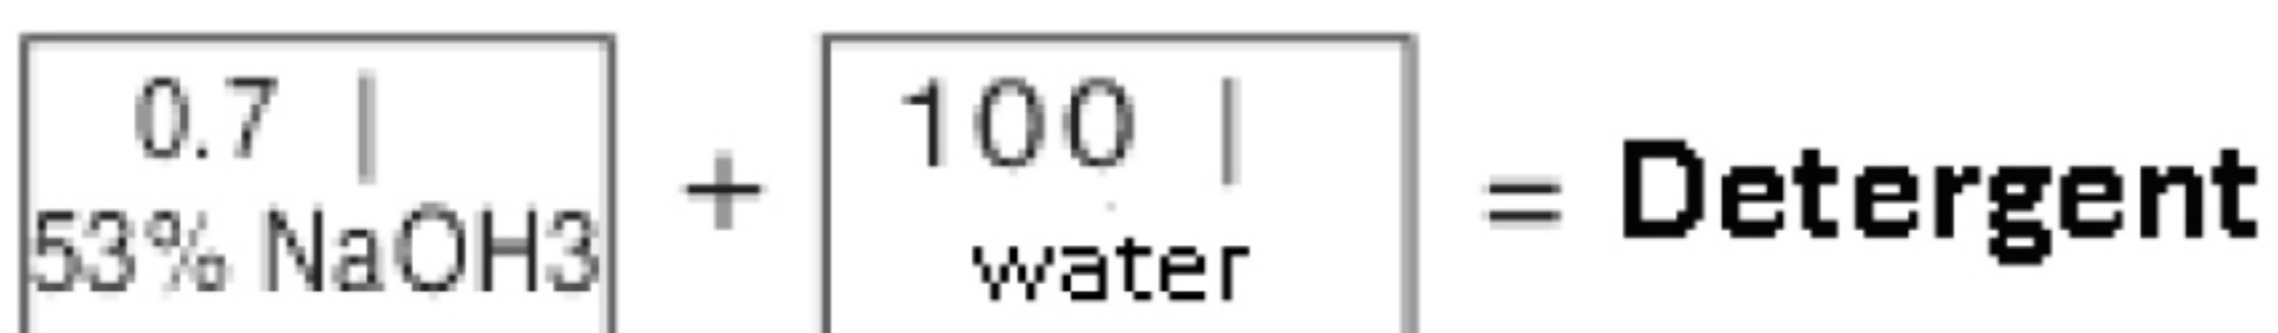 0.7 l
53% NaOH3
+
100 l
water
= Detergent